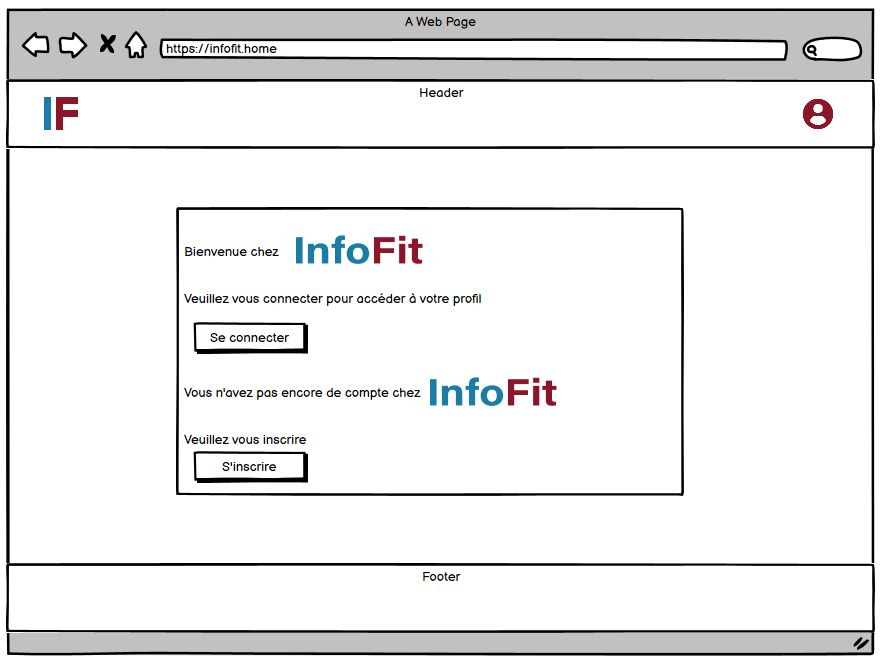 A Web Page
https://infofit.home
Header
IF
Bienvenue chez InfoFit
Veuillez vous connecter pour accéder à votre profil
Se connecter
Vous n'avez pas encore de compte chez InfoFit
Veuillez vous inscrire
S'inscrire
Footer